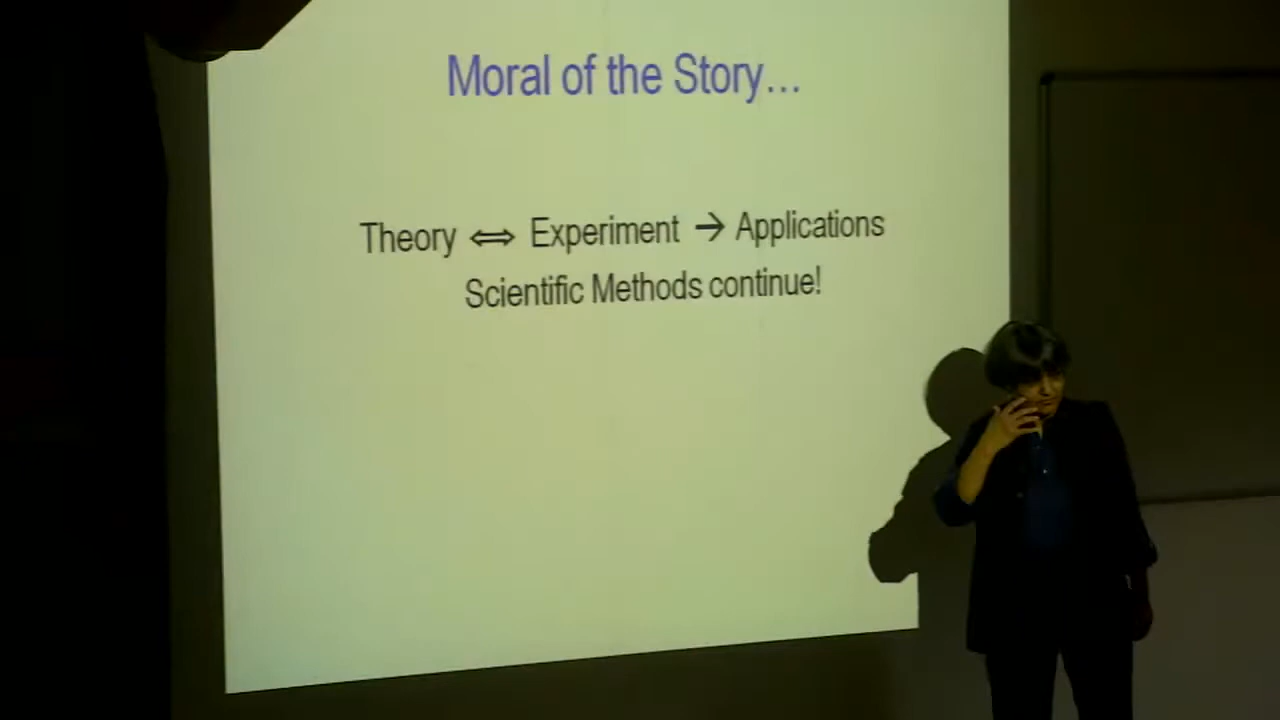 Moral of the Story...
Theory ⇔ Experiment → Applications
Scientific Methods continue!